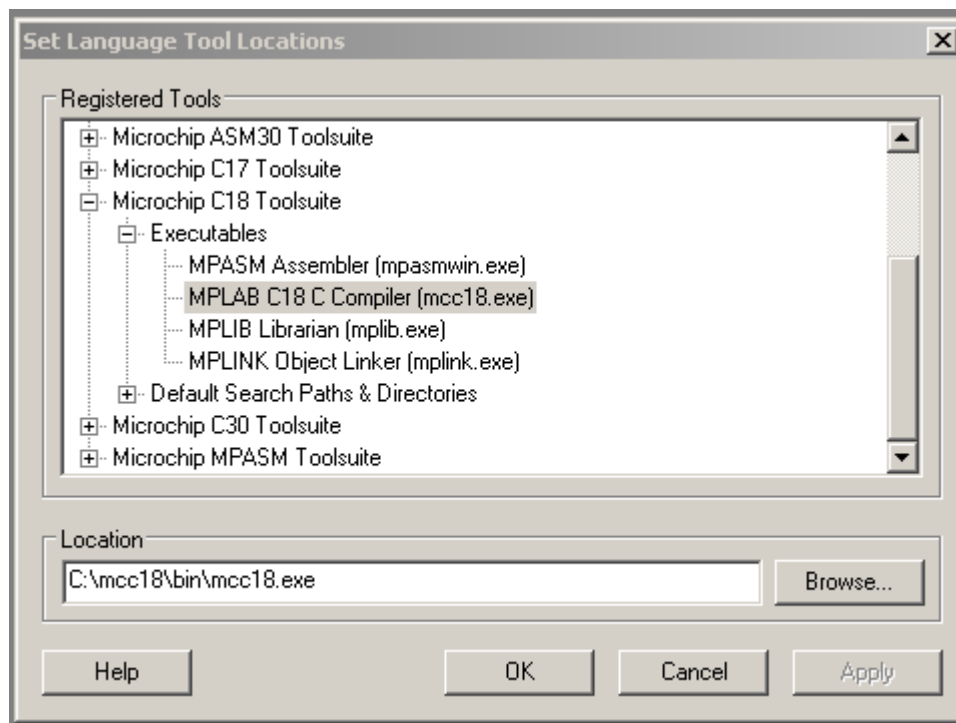 Set Language Tool Locations
Registered Tools
Microchip ASM30 Toolsuite
Microchip C17 Toolsuite
Microchip C18 Toolsuite
Executables
MPASM Assembler (mpasmwin.exe)
MPLAB C18 C Compiler (mcc18.exe)
MPLIB Librarian (mplib.exe)
MPLINK Object Linker (mplink.exe)
Default Search Paths & Directories
Microchip C30 Toolsuite
Microchip MPASM Toolsuite
Location
C:\mcc18\bin\mcc18.exe
Browse...
Help
OK
Cancel
Apply